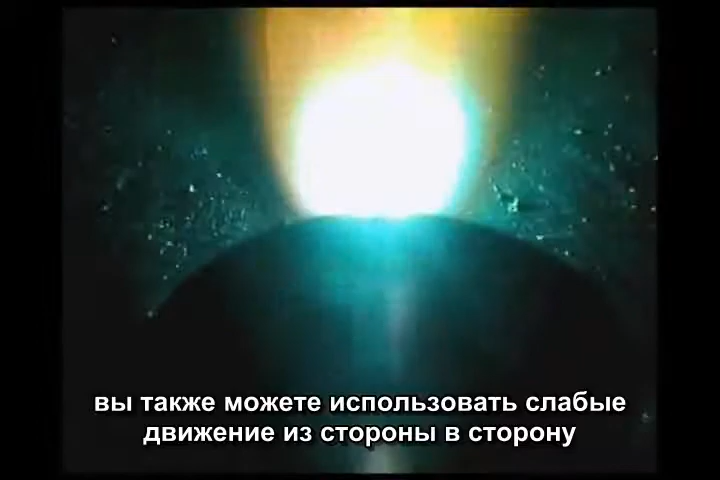 вы также можете использовать слабые
движение из стороны в сторону